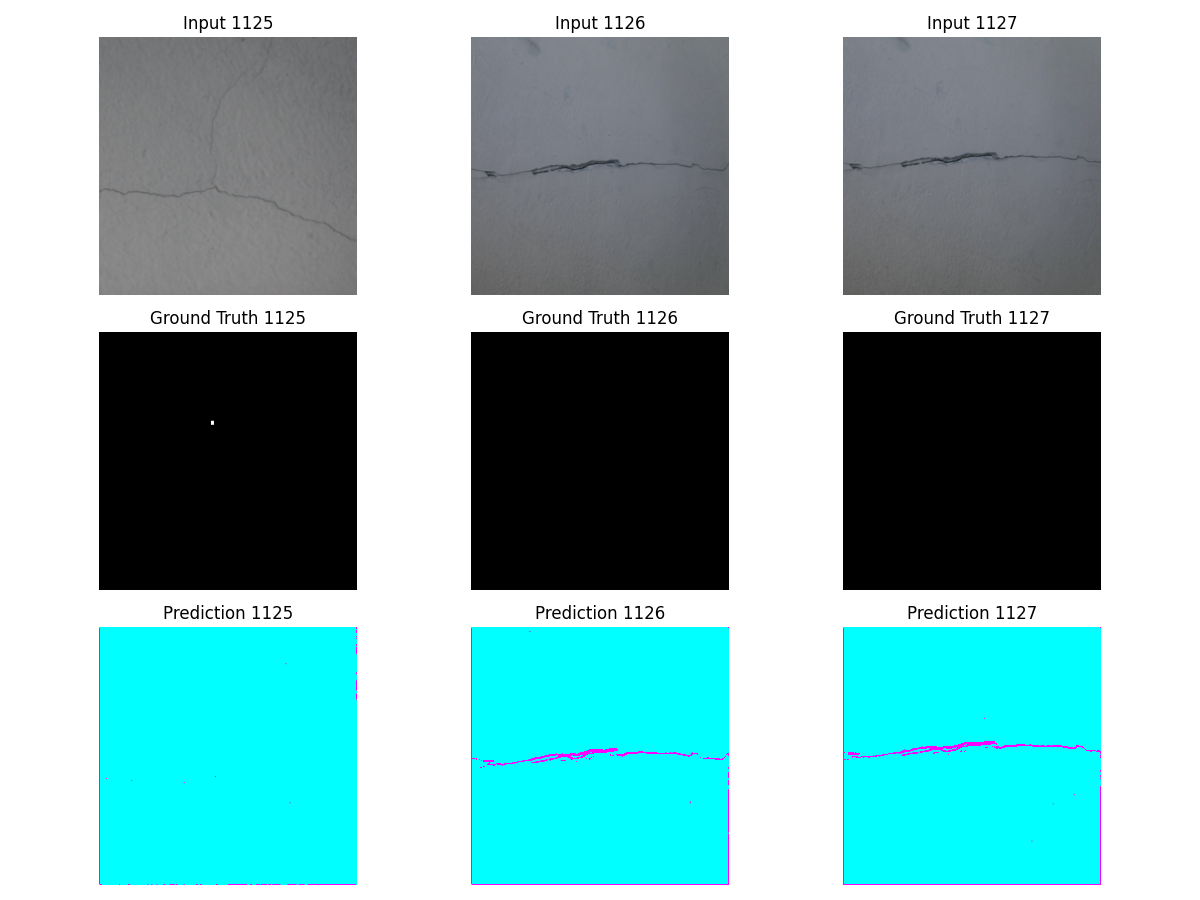 Input 1125
Input 1126
Input 1127
Ground Truth 1125
Ground Truth 1126
Ground Truth 1127
Prediction 1125
Prediction 1126
Prediction 1127